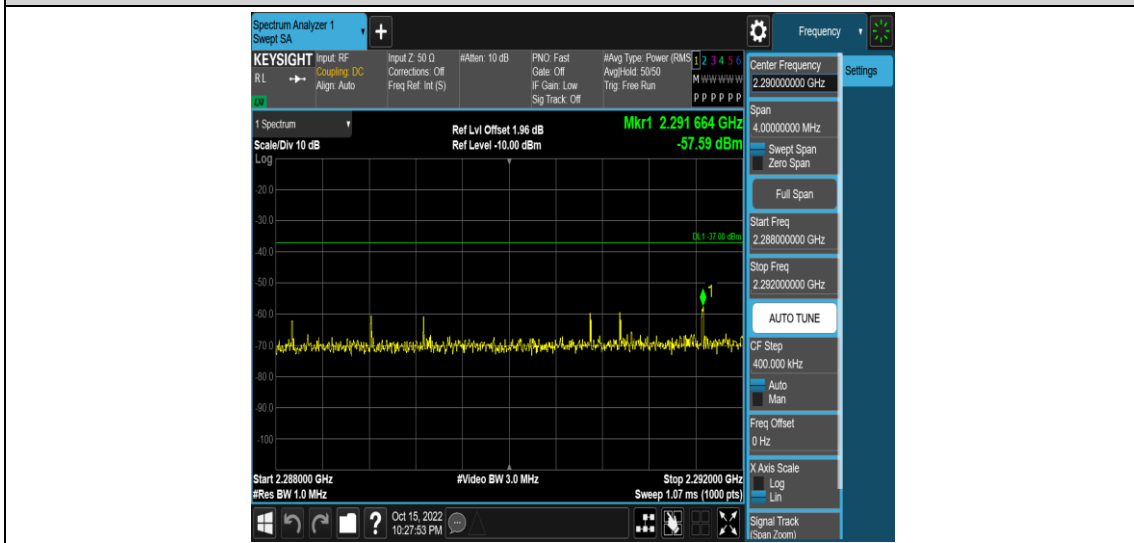 Spectrum Analyzer 1
Swept SA
+
Frequency
KEYSIGHT
RL
LXI
Input: RF
Coupling: DC
Align: Auto
Input Z: 50 Ω
Corrections: Off
Freq Ref: Int (S)
#Atten: 10 dB
PNO: Fast
Gate: Off
IF Gain: Low
Sig Track: Off
#Avg Type: Power (RMS
Avg|Hold: 50/50
Trig: Free Run
1 2 3 4 5 6
M W W W W W
P P P P P P
1 Spectrum
Scale/Div 10 dB
Log
Ref Lvl Offset 1.96 dB
Ref Level -10.00 dBm
Mkr1 2.291 664 GHz
-57.59 dBm
-20.0
-30.0
DL1 -37.00 dBm
-40.0
-50.0
1
-60.0
-70.0
-80.0
-90.0
-100
Start 2.288000 GHz
#Res BW 1.0 MHz
#Video BW 3.0 MHz
Stop 2.292000 GHz
Sweep 1.07 ms (1000 pts)
Center Frequency
2.290000000 GHz
Settings
Span
4.00000000 MHz
Swept Span
Zero Span
Full Span
Start Freq
2.288000000 GHz
Stop Freq
2.292000000 GHz
AUTO TUNE
CF Step
400.000 kHz
Auto
Man
Freq Offset
0 Hz
X Axis Scale
Log
Lin
Signal Track
(Span Zoom)
?
Oct 15, 2022
10:27:53 PM